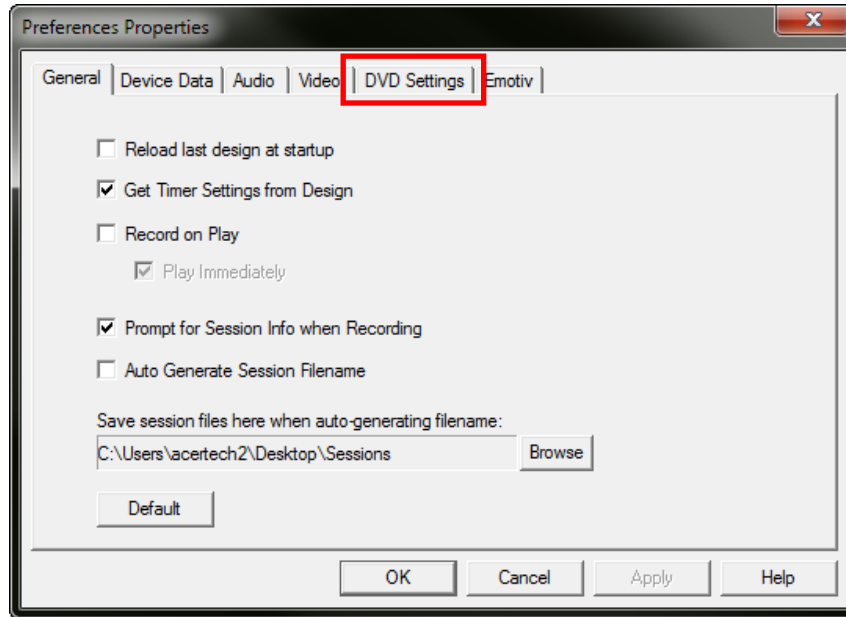 Preferences Properties
General Device Data Audio Video DVD Settings Emotiv
Reload last design at startup
Get Timer Settings from Design
Record on Play
Play Immediately
Prompt for Session Info when Recording
Auto Generate Session Filename
Save session files here when auto-generating filename:
C:\Users\acertech2\Desktop\Sessions Browse
Default
OK Cancel Apply Help